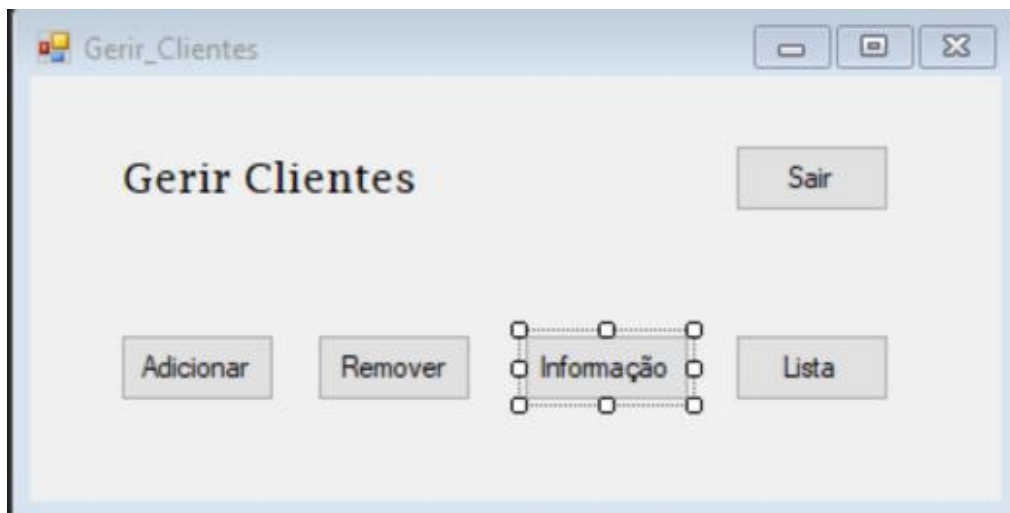 Gerir_Clientes
Gerir Clientes
Sair
Adicionar Remover Informação Lista